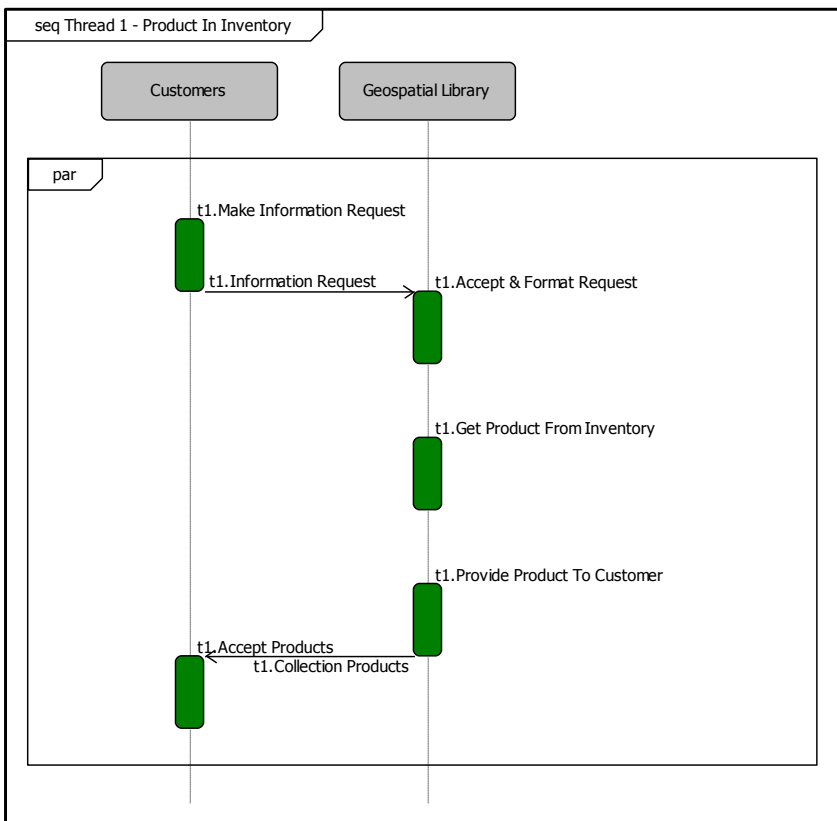 seq Thread 1 - Product In Inventory
Customers
Geospatial Library
par
t1.Make Information Request
t1.Information Request
t1.Accept & Format Request
t1.Get Product From Inventory
t1.Provide Product To Customer
t1.Accept Products
t1.Collection Products